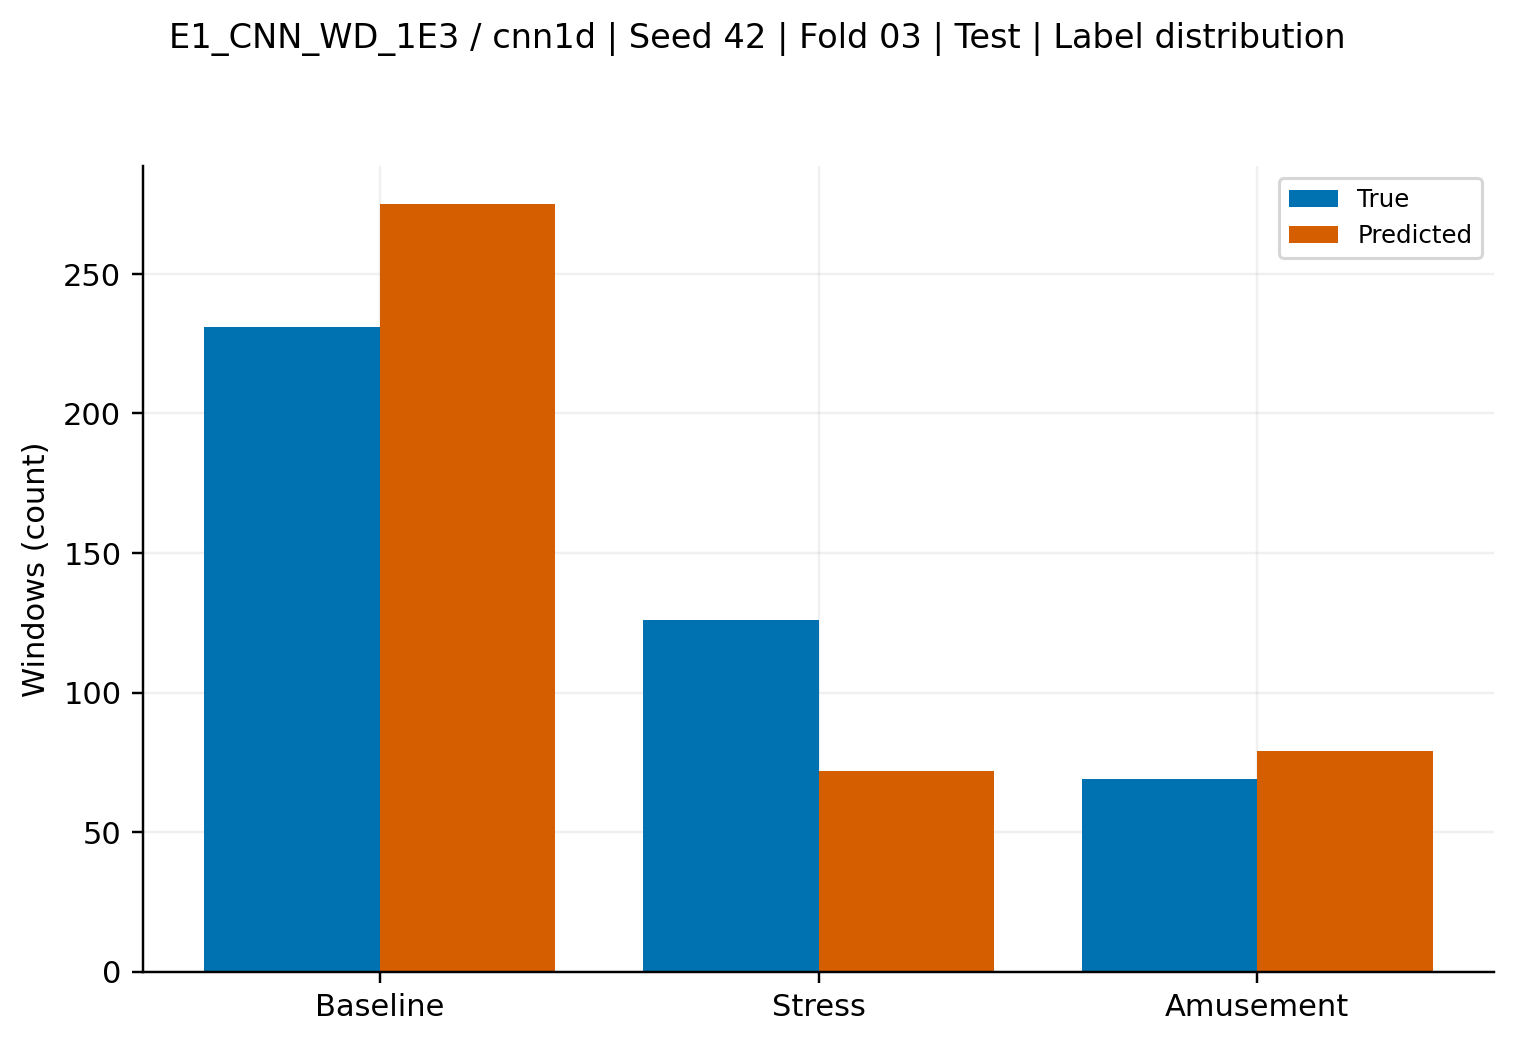 E1_CNN_WD_1E3 / cnn1d | Seed 42 | Fold 03 | Test | Label distribution
True
Predicted
Windows (count)
250
200
150
100
50
0
Baseline
Stress
Amusement